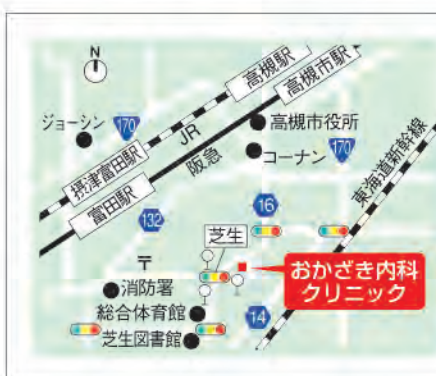 N
高槻駅
高槻市駅
ジョーシン
170
JR
高槻市役所
摂津富田駅
阪急
コーナン
170
東海道新幹線
富田駅
132
16
芝生
〒
おかざき内科
クリニック
消防署
総合体育館
14
芝生図書館